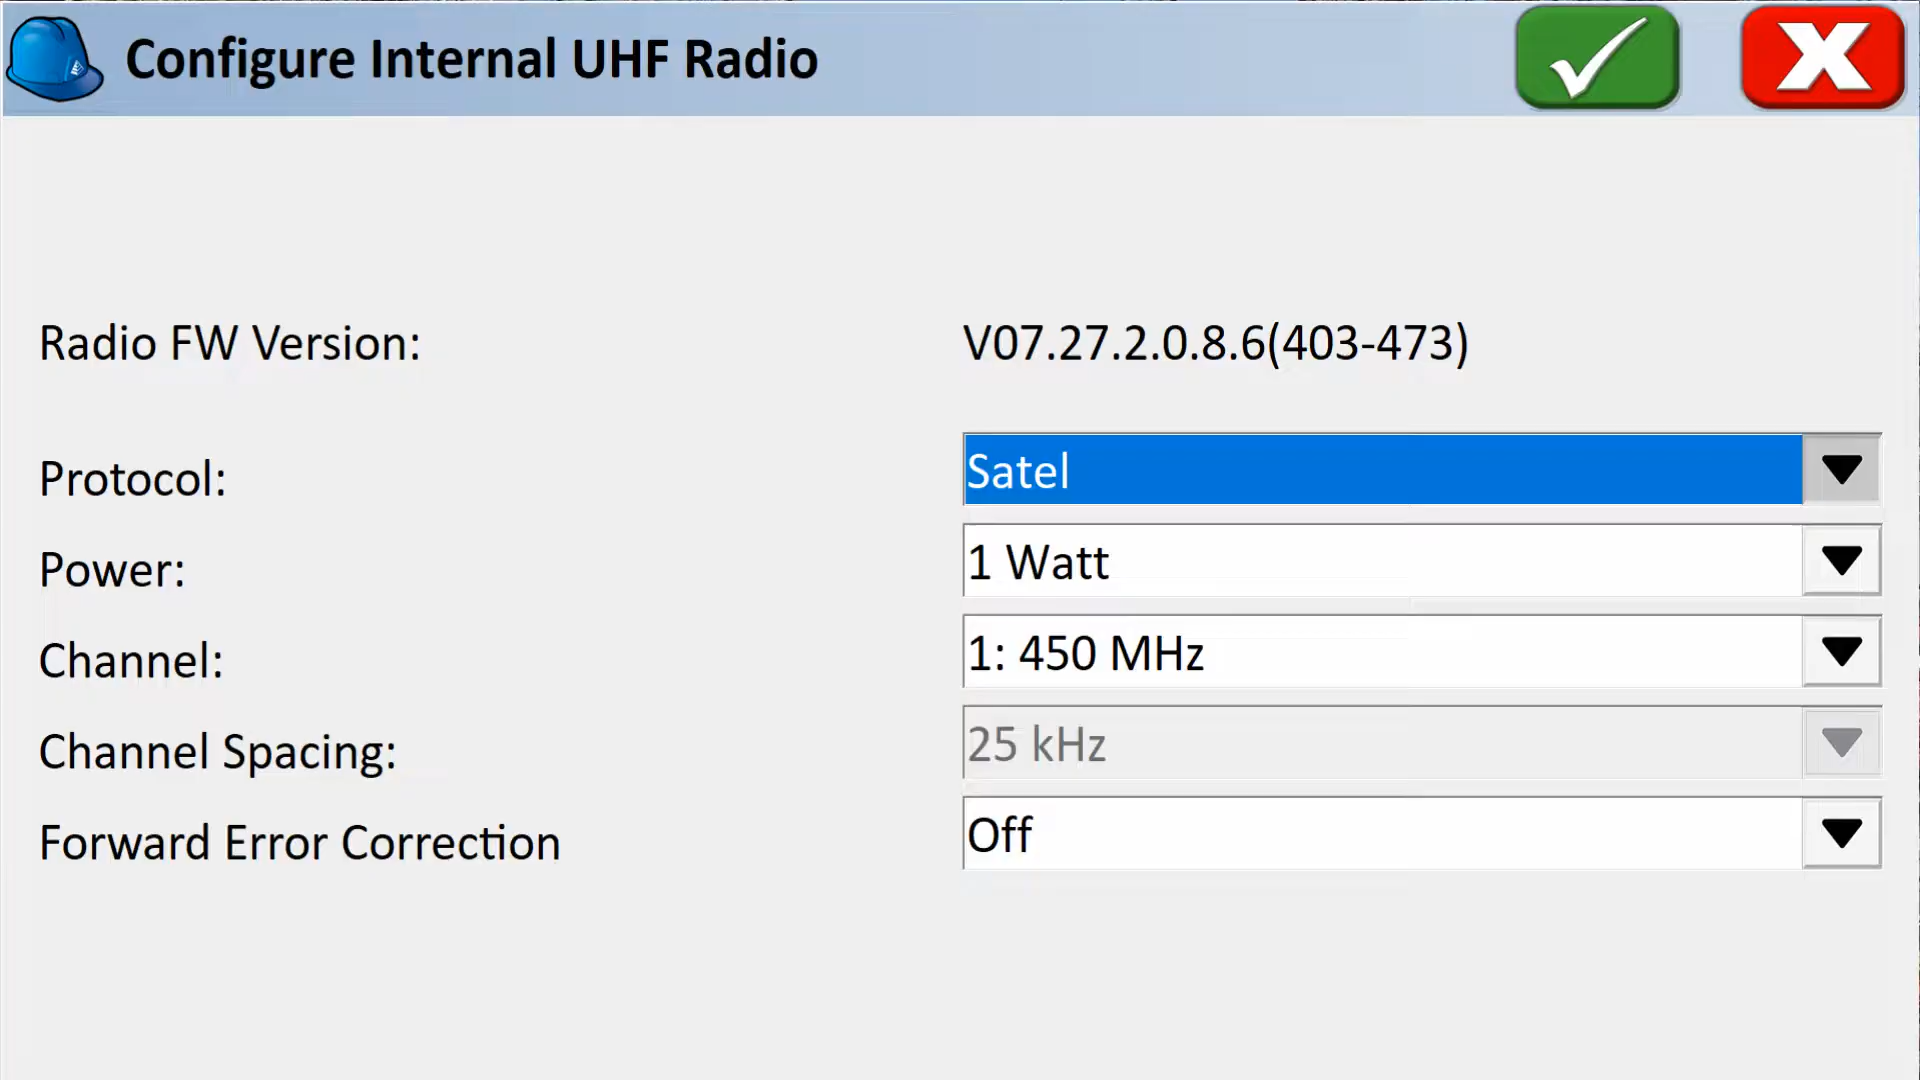 Configure Internal UHF Radio
Radio FW Version: V07.27.2.0.8.6(403-473)
Protocol: Satel
Power: 1 Watt
Channel: 1: 450 MHz
Channel Spacing: 25 kHz
Forward Error Correction Off